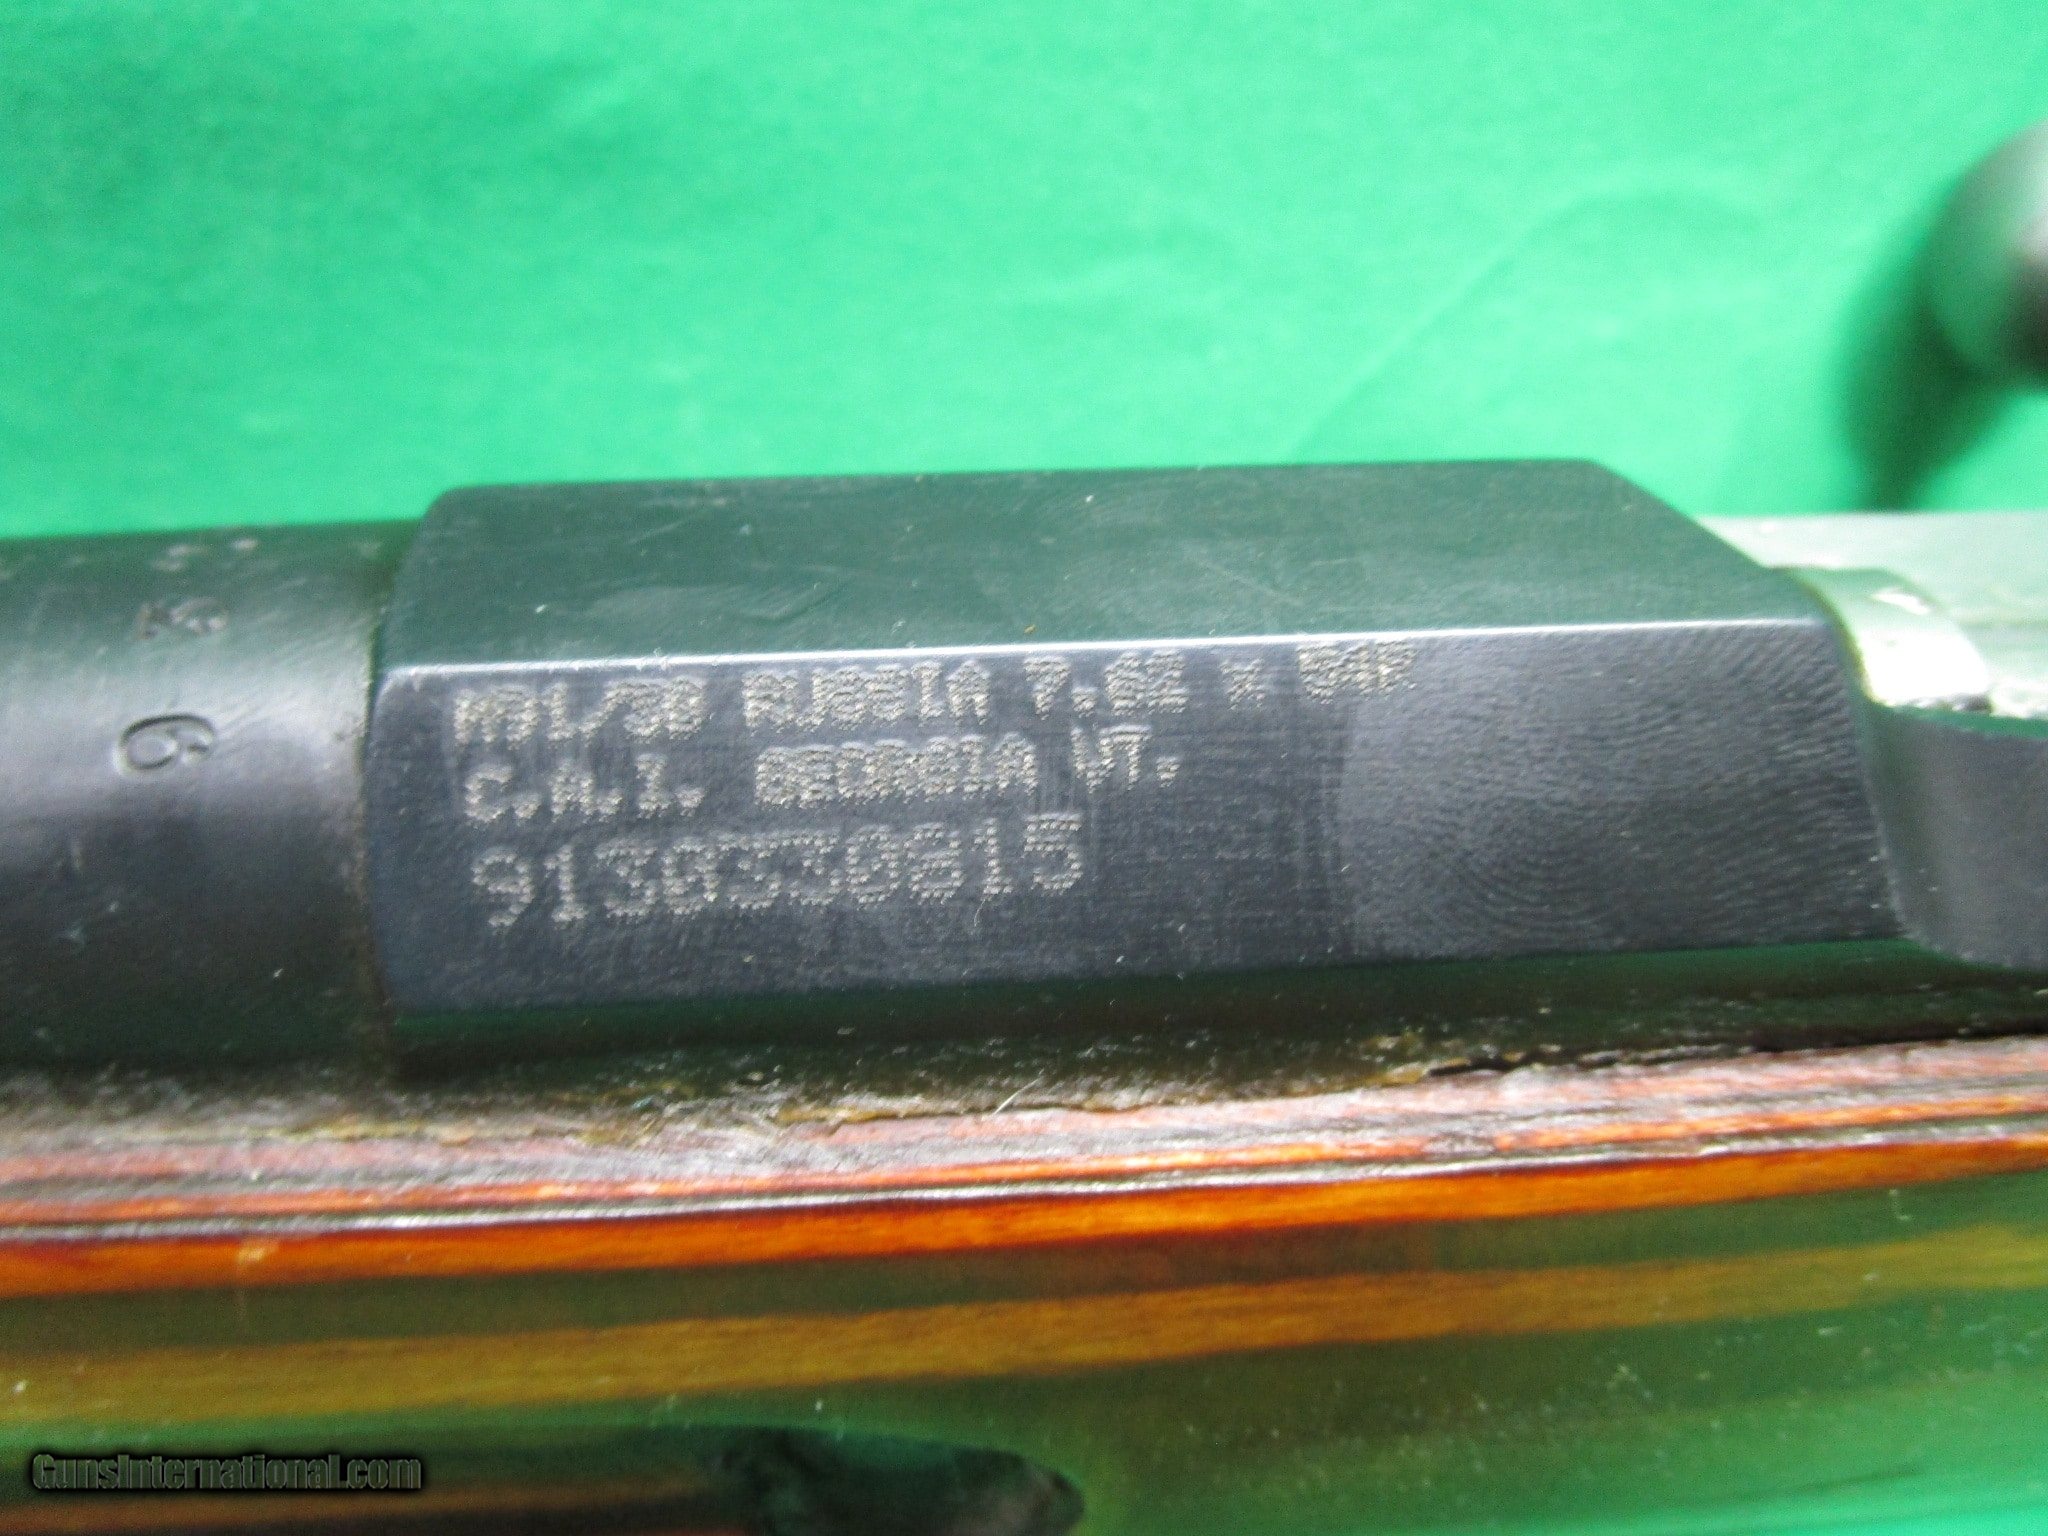 M91/30 RUSSIA 7.62 x 54R
C.A.I. GEORGIA VT.
9130330815
6
GunsInternational.com